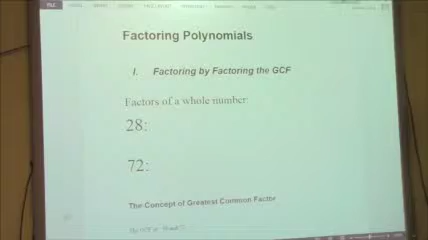 FILE
Factoring Polynomials
I. Factoring by Factoring the GCF
Factors of a whole number:
28:
72:
The Concept of Greatest Common Factor